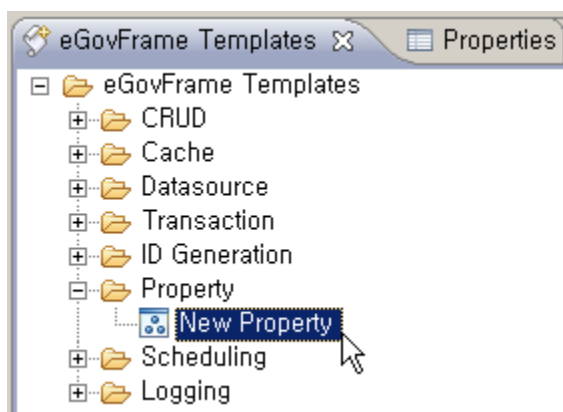 eGovFrame Templates Properties
eGovFrame Templates
CRUD
Cache
Datasource
Transaction
ID Generation
Property
New Property
Scheduling
Logging